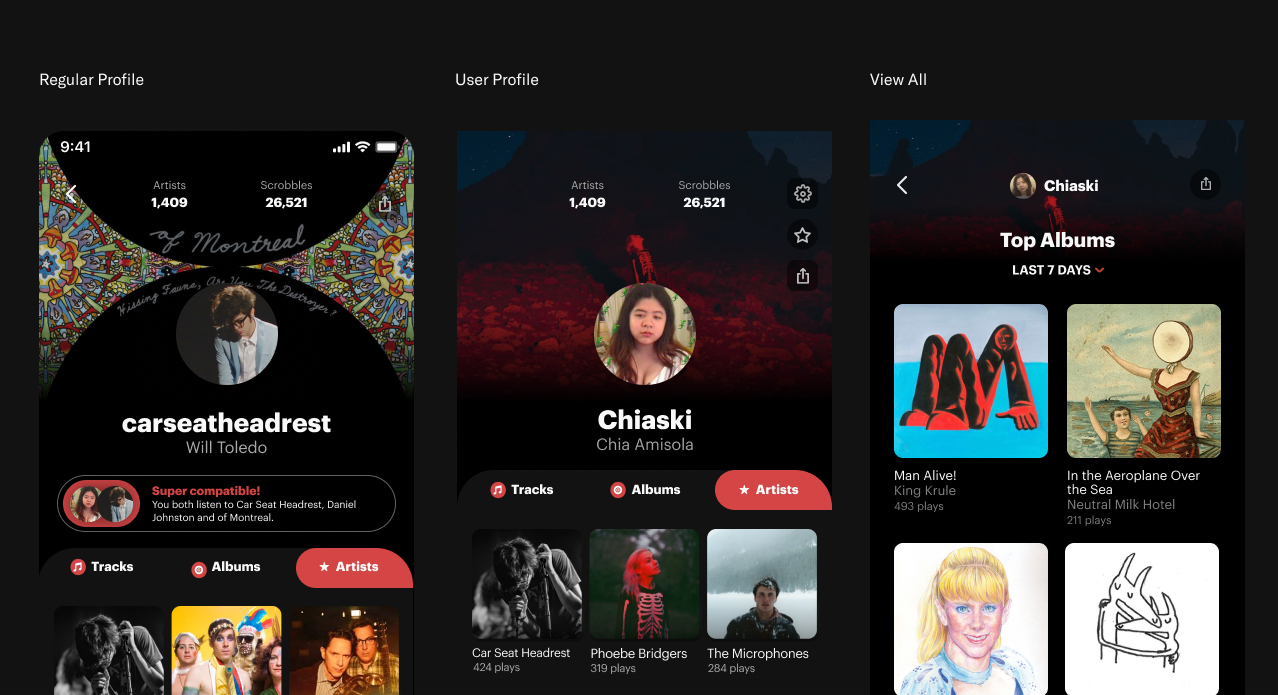 Regular Profile
9:41
Artists
Scrobbles
1,409
26,521
of Montreal
Hissing Fauna, Are You The Destroyer?
carseatheadrest
Will Toledo
Super compatible!
You both listen to Car Seat Headrest, Daniel
Johnston and of Montreal.
Tracks
Albums
Artists
User Profile
Artists
Scrobbles
1,409
26,521
Chiaski
Chia Amisola
Tracks
Albums
Artists
Car Seat Headrest
424 plays
Phoebe Bridgers
319 plays
The Microphones
284 plays
View All
Chiaski
Top Albums
LAST 7 DAYS
Man Alive!
King Krule
493 plays
In the Aeroplane Over
the Sea
Neutral Milk Hotel
211 plays